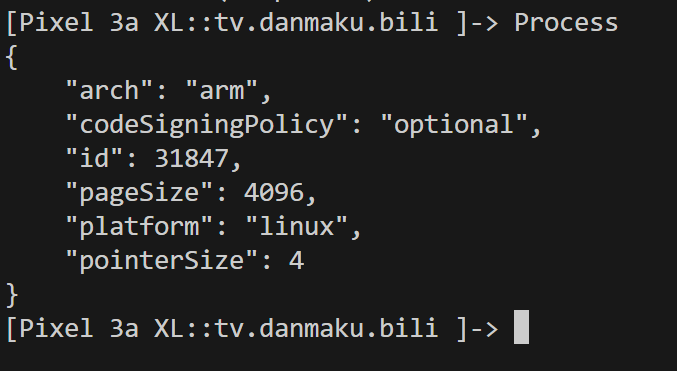 [Pixel 3a XL::tv.danmaku.bili ]-> Process
{
    "arch": "arm",
    "codeSigningPolicy": "optional",
    "id": 31847,
    "pageSize": 4096,
    "platform": "linux",
    "pointerSize": 4
}
[Pixel 3a XL::tv.danmaku.bili ]->